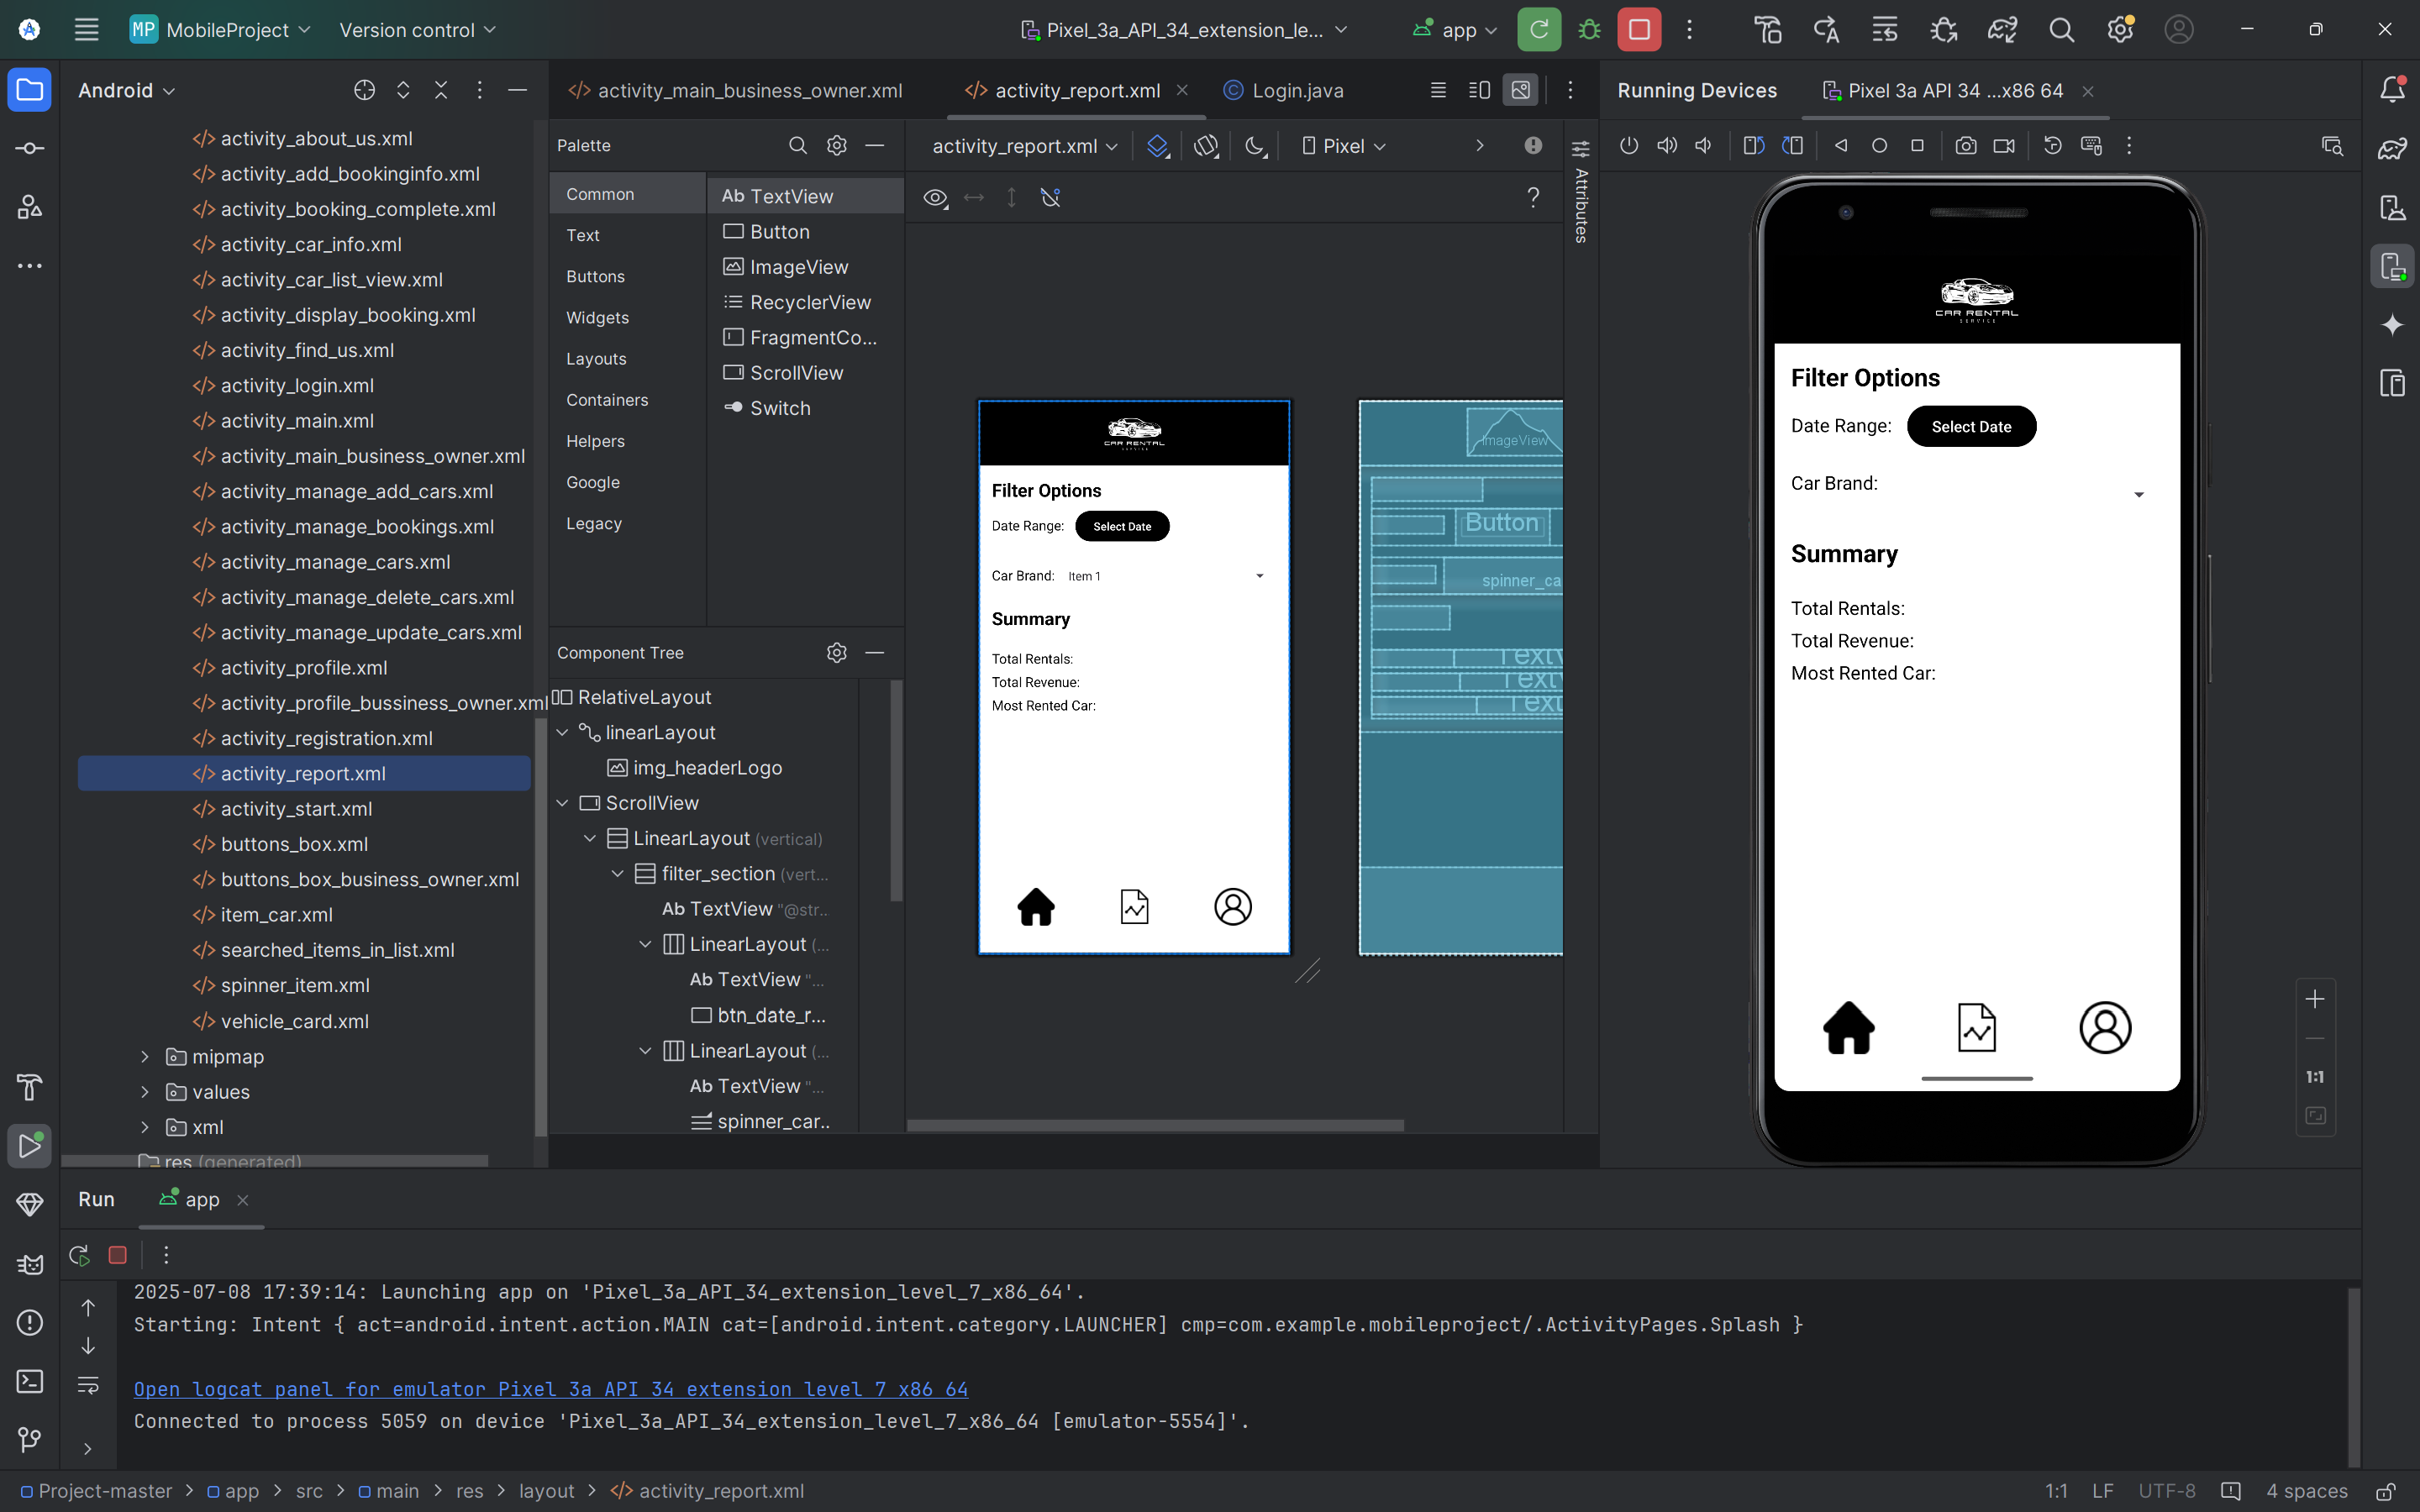 MP MobileProject Version control Pixel_3a_API_34_extension_le... app
Android
activity_about_us.xml
activity_add_bookinginfo.xml
activity_booking_complete.xml
activity_car_info.xml
activity_car_list_view.xml
activity_display_booking.xml
activity_find_us.xml
activity_login.xml
activity_main.xml
activity_main_business_owner.xml
activity_manage_add_cars.xml
activity_manage_bookings.xml
activity_manage_cars.xml
activity_manage_delete_cars.xml
activity_manage_update_cars.xml
activity_profile.xml
activity_profile_bussiness_owner.xml
activity_registration.xml
activity_report.xml
activity_start.xml
buttons_box.xml
buttons_box_business_owner.xml
item_car.xml
searched_items_in_list.xml
spinner_item.xml
vehicle_card.xml
mipmap
values
xml
res (generated)
activity_main_business_owner.xml activity_report.xml Login.java
Palette
Common
Text
Buttons
Widgets
Layouts
Containers
Helpers
Google
Legacy
Ab TextView
Button
ImageView
RecyclerView
FragmentCo...
ScrollView
Switch
Component Tree
RelativeLayout
linearLayout
img_headerLogo
ScrollView
LinearLayout (vertical)
filter_section (vert...
Ab TextView "@str...
LinearLayout (...
Ab TextView "...
btn_date_r...
LinearLayout (...
Ab TextView "...
spinner_car..
activity_report.xml Pixel
?
CAR RENTAL
SERVICE
Filter Options
Date Range: Select Date
Car Brand: Item 1
Summary
Total Rentals:
Total Revenue:
Most Rented Car:
ImageView
Button
spinner_ca
TextV
TextV
TextV
Attributes
Running Devices Pixel 3a API 34 ...x86 64
CAR RENTAL
SERVICE
Filter Options
Date Range: Select Date
Car Brand:
Summary
Total Rentals:
Total Revenue:
Most Rented Car:
1:1
Run app
2025-07-08 17:39:14: Launching app on 'Pixel_3a_API_34_extension_level_7_x86_64'.
Starting: Intent { act=android.intent.action.MAIN cat=[android.intent.category.LAUNCHER] cmp=com.example.mobileproject/.ActivityPages.Splash }
Open logcat panel for emulator Pixel 3a API 34 extension level 7 x86 64
Connected to process 5059 on device 'Pixel_3a_API_34_extension_level_7_x86_64 [emulator-5554]'.
Project-master > app > src > main > res > layout > activity_report.xml
1:1 LF UTF-8 4 spaces